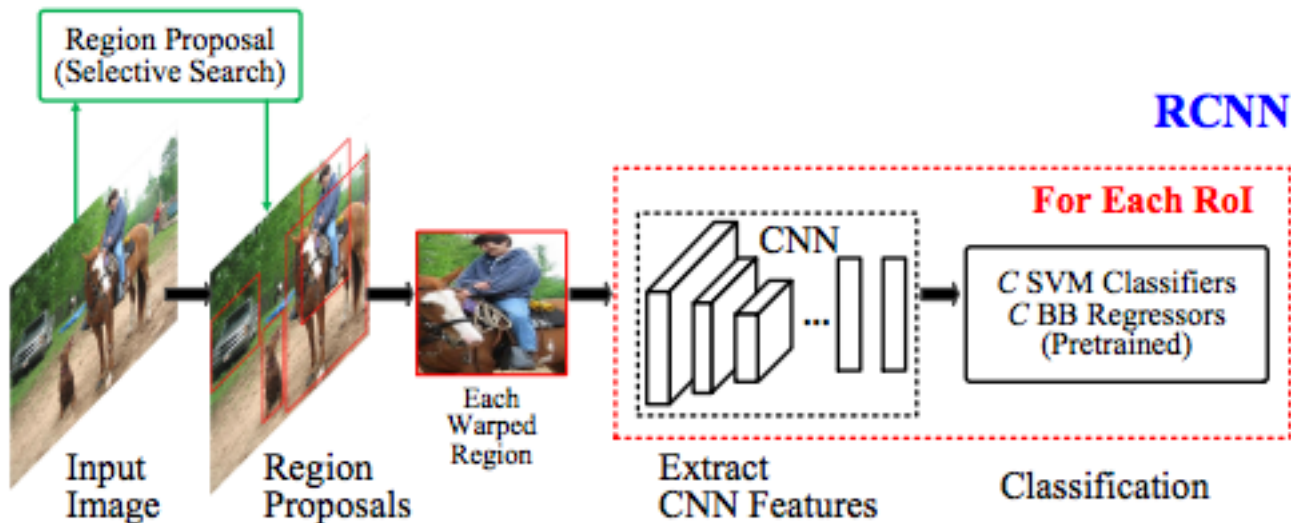 Region Proposal
(Selective Search)
RCNN
For Each RoI
CNN
...
C SVM Classifiers
C BB Regressors
(Pretrained)
Each
Warped
Region
Input
Image
Region
Proposals
Extract
CNN Features
Classification